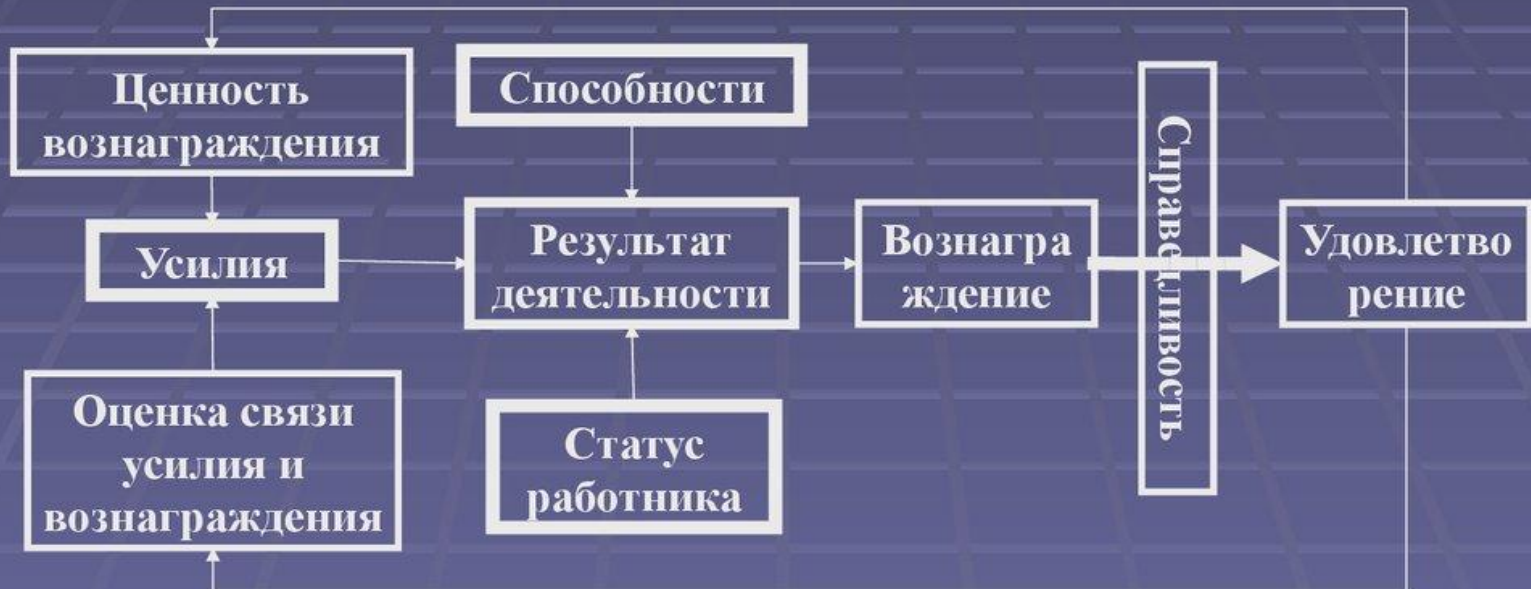 Ценность
вознаграждения
Способности
Справедливость
Усилия
Результат
деятельности
Вознагра
ждение
Удовлетво
рение
Оценка связи
усилия и
вознаграждения
Статус
работника